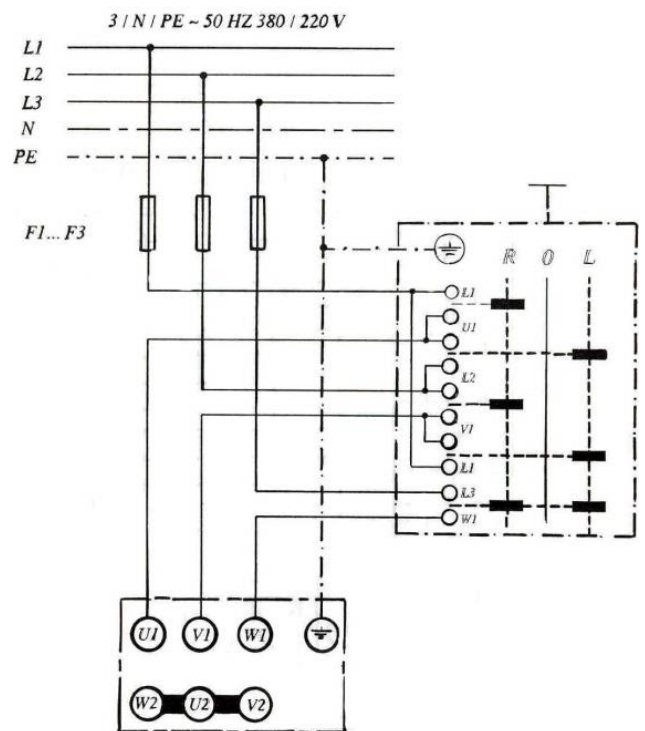 3 / N / PE ~ 50 HZ 380 / 220 V
L1
L2
L3
N
PE
F1... F3
R 0 L
L1
U1
L2
V1
L1
L3
W1
U1 V1 W1
W2 U2 V2